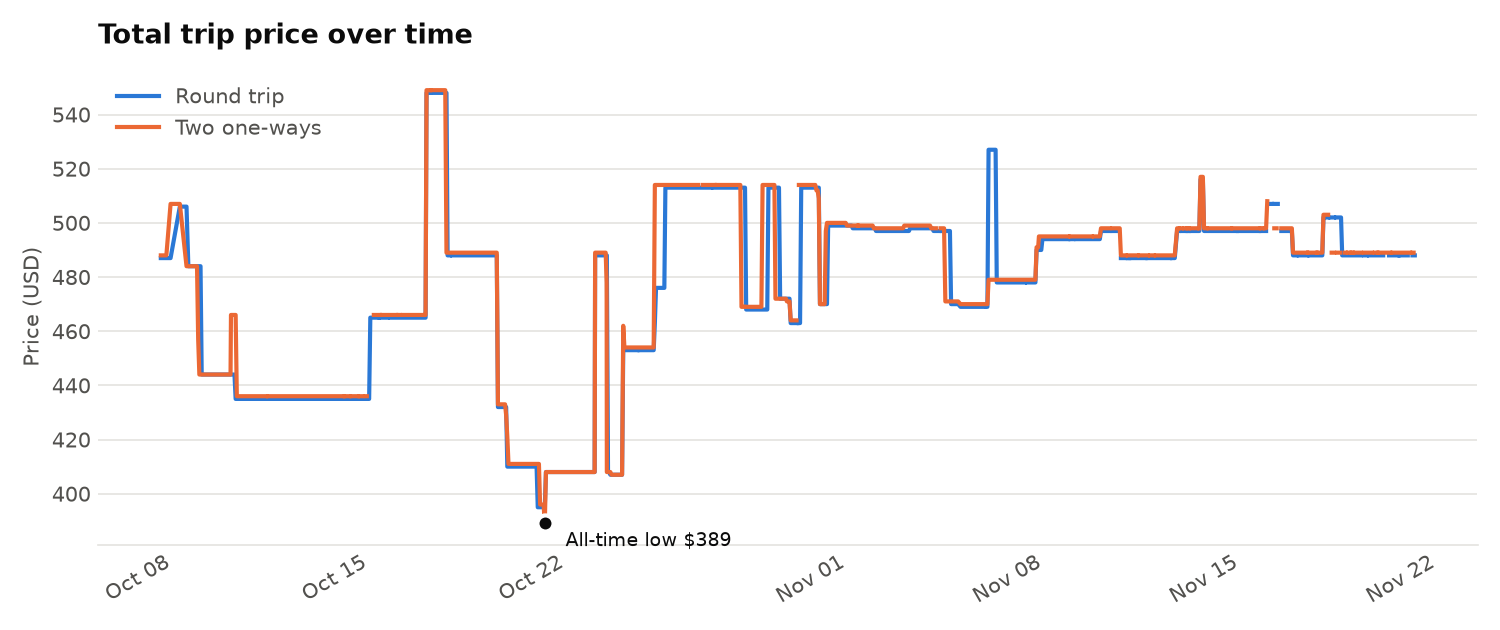 Total trip price over time
Round trip
Two one-ways
Price (USD)
540
520
500
480
460
440
420
400
All-time low $389
Oct 08
Oct 15
Oct 22
Nov 01
Nov 08
Nov 15
Nov 22